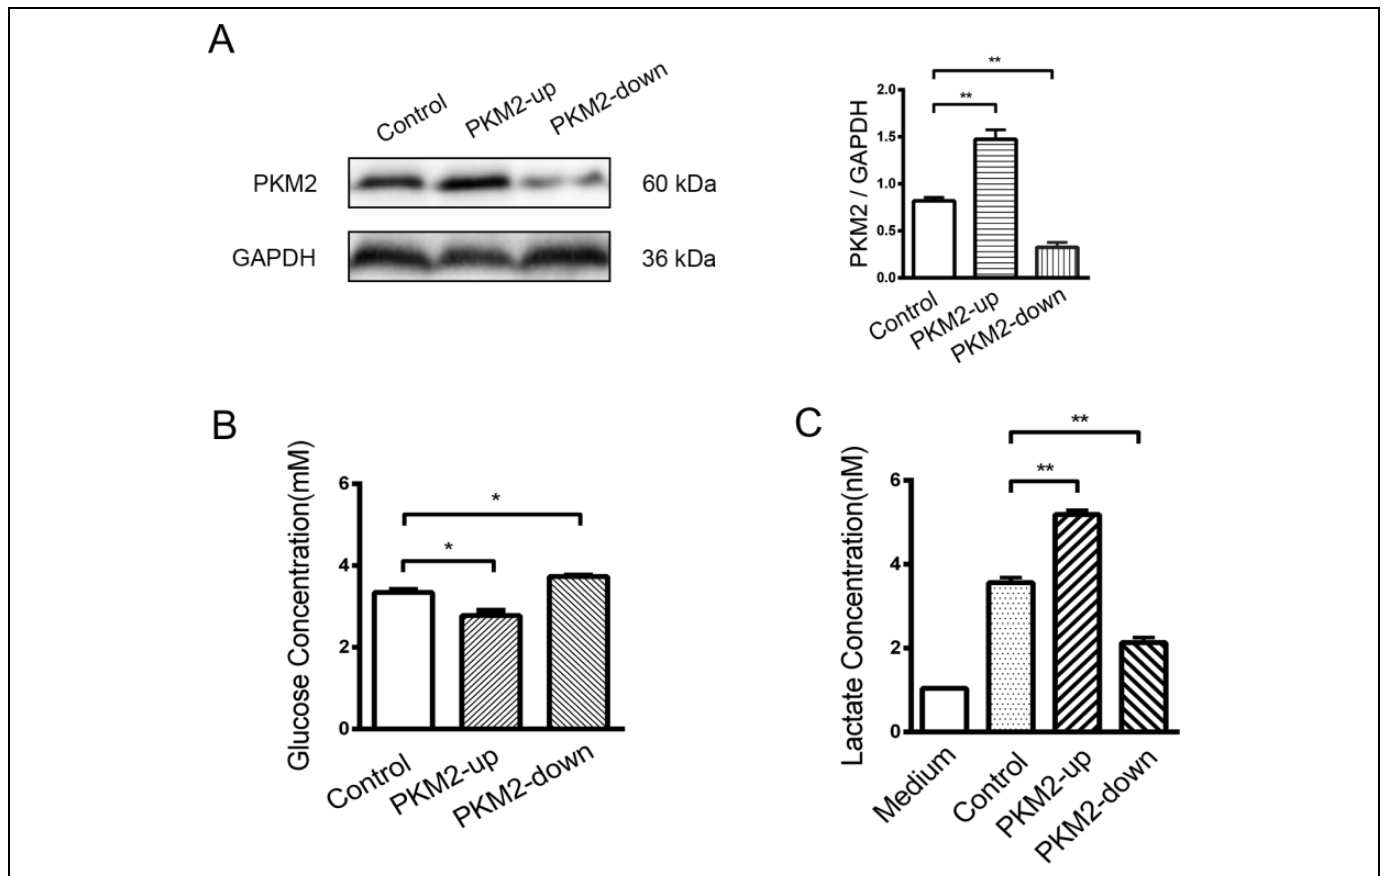 A
Control
PKM2-up
PKM2-down
PKM2
60 kDa
GAPDH
36 kDa
**
**
PKM2 / GAPDH
2.0
1.5
1.0
0.5
0.0
Control
PKM2-up
PKM2-down
B
Glucose Concentration(mM)
6
4
2
0
*
*
Control
PKM2-up
PKM2-down
C
Lactate Concentration(nM)
6
4
2
0
**
**
Medium
Control
PKM2-up
PKM2-down